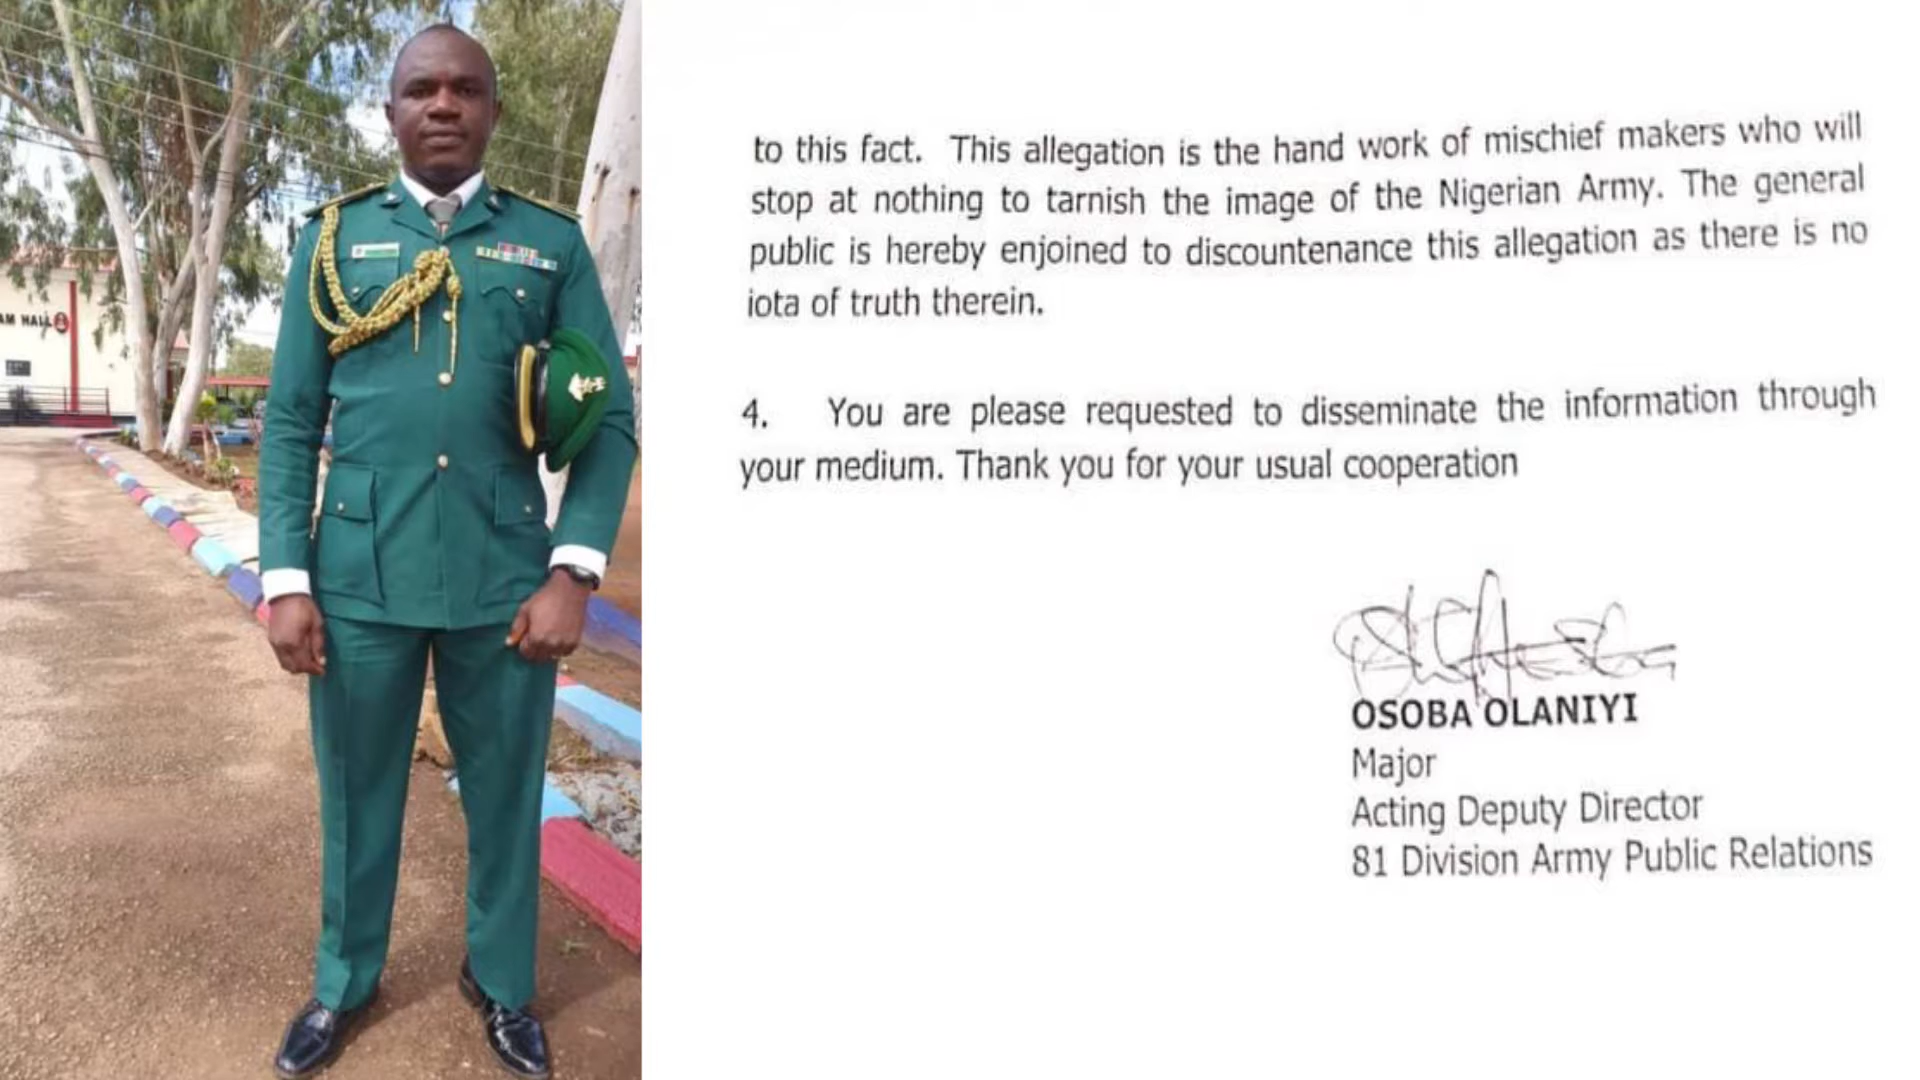 AM HALL
to this fact. This allegation is the hand work of mischief makers who will
stop at nothing to tarnish the image of the Nigerian Army. The general
public is hereby enjoined to discountenance this allegation as there is no
iota of truth therein.
4. You are please requested to disseminate the information through
your medium. Thank you for your usual cooperation
OSOBA OLANIYI
Major
Acting Deputy Director
81 Division Army Public Relations